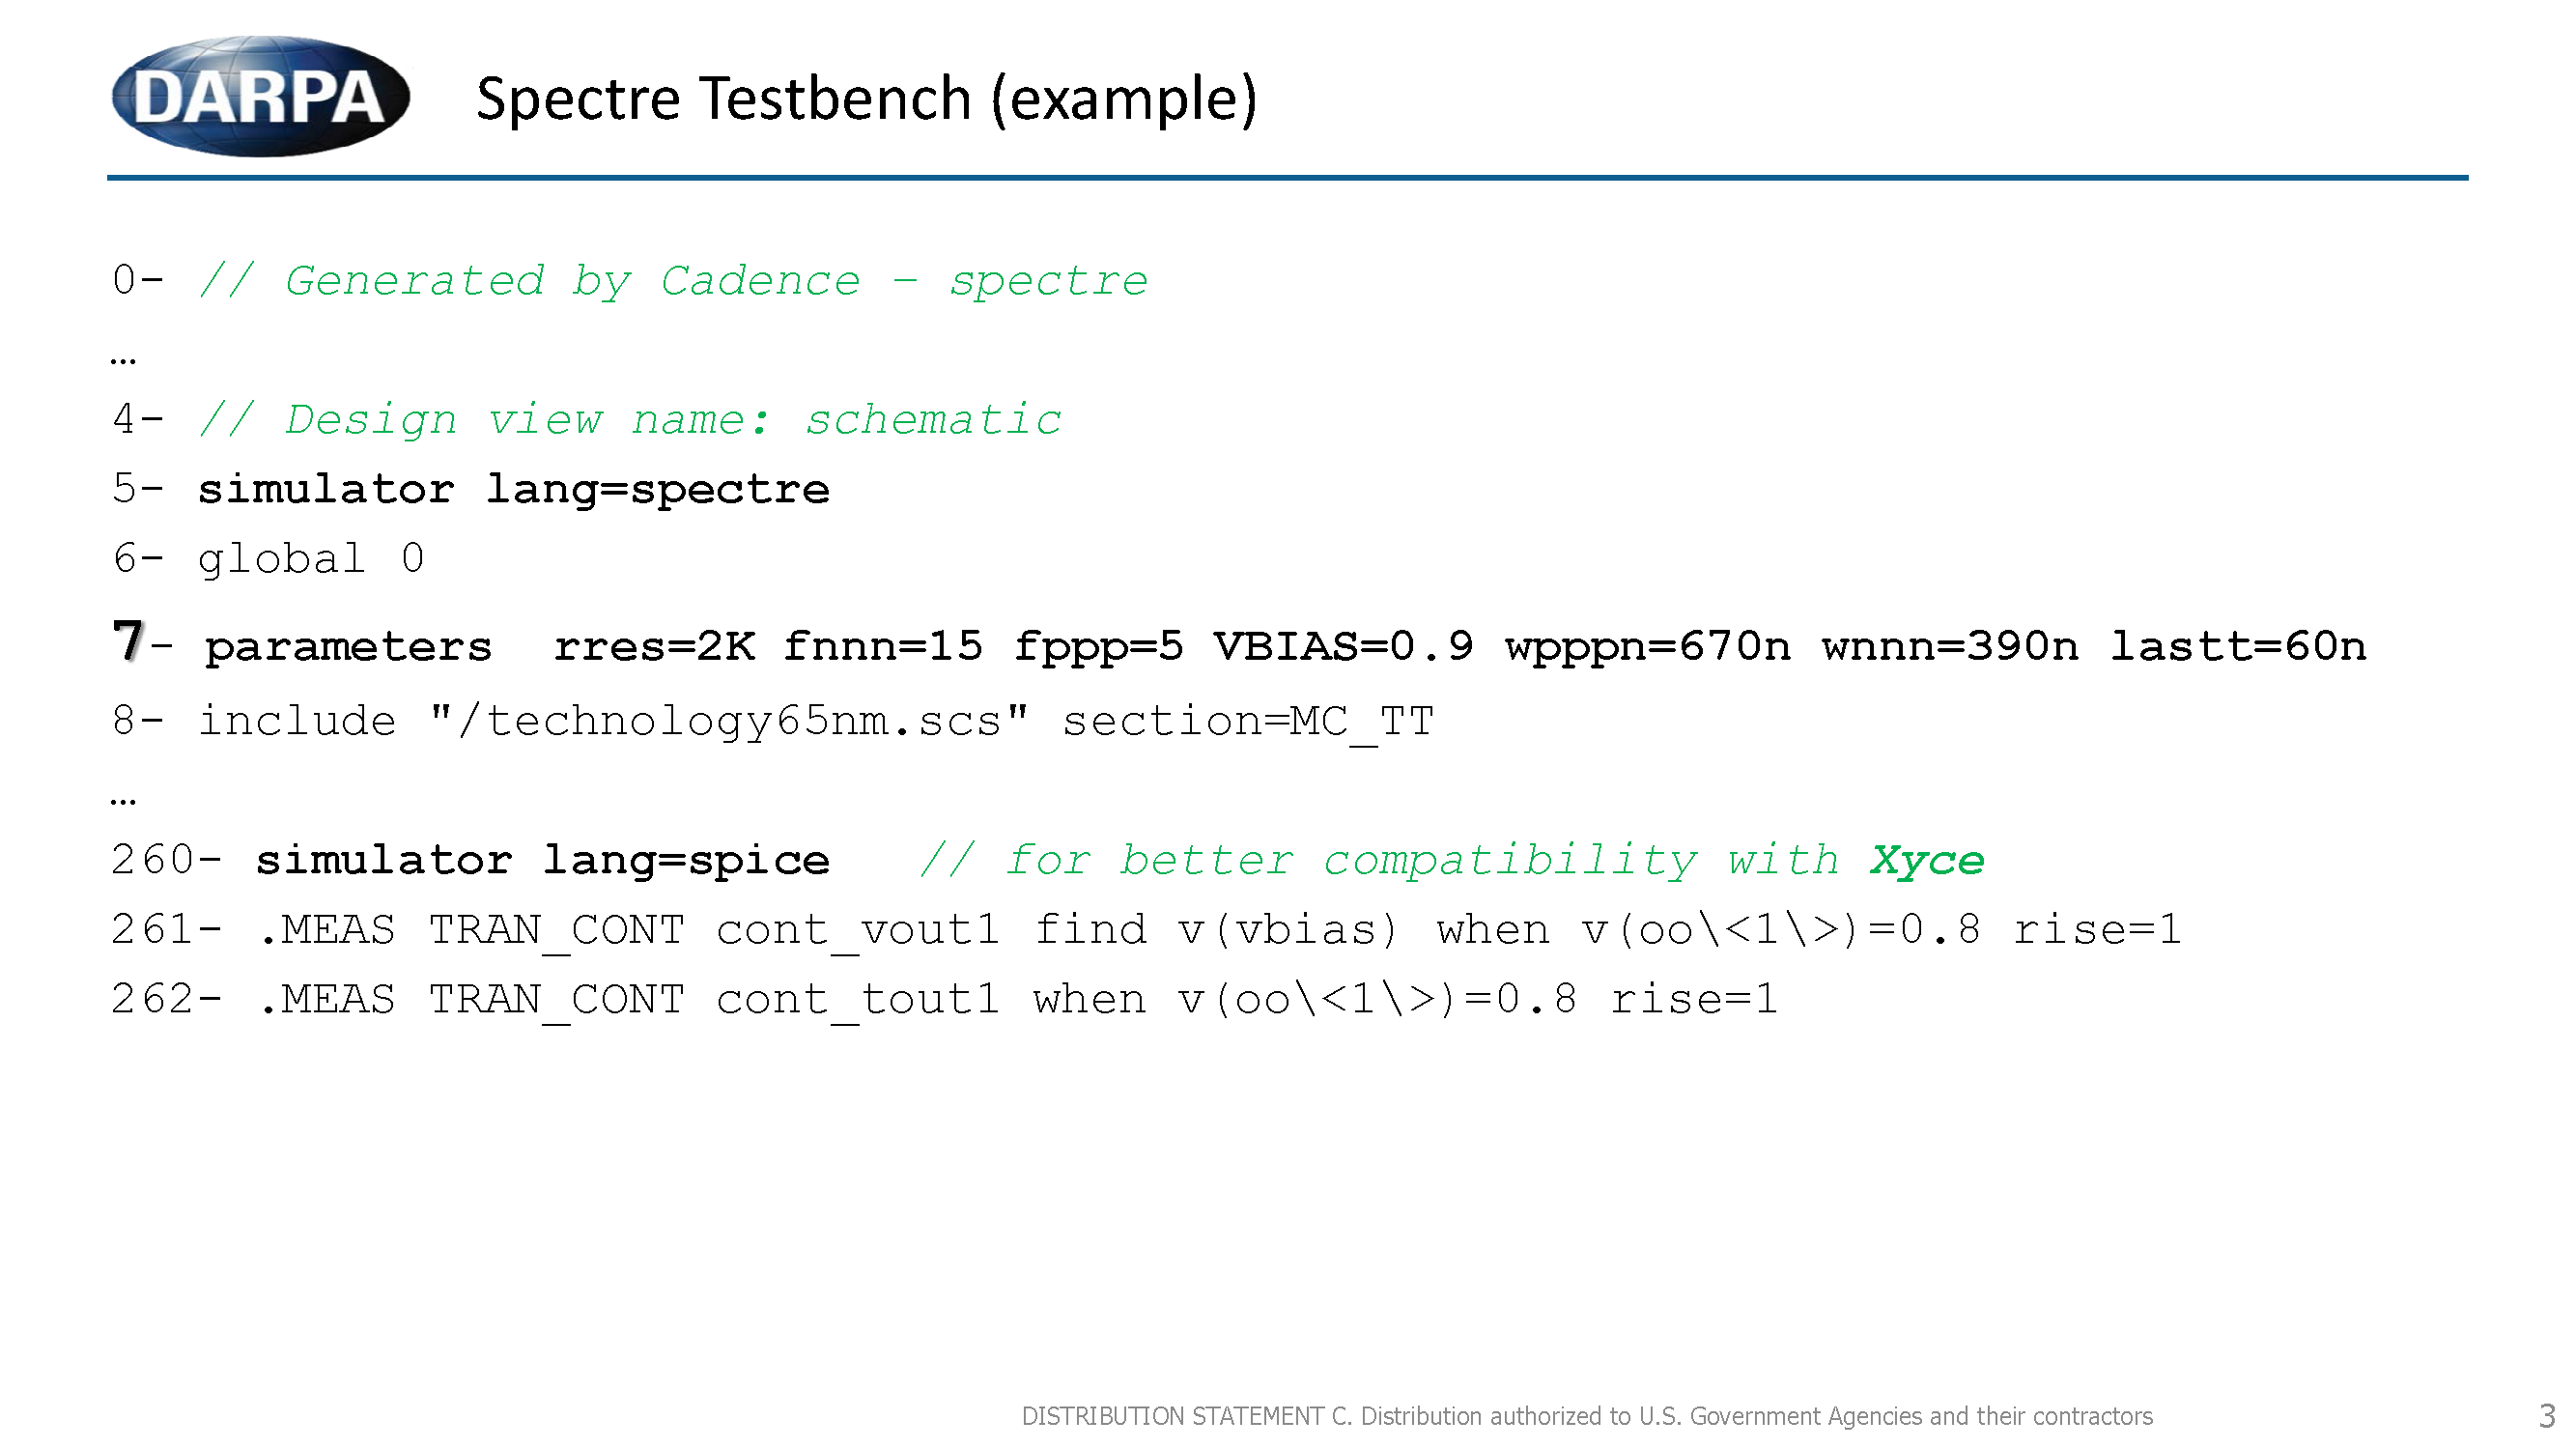 DARPA
Spectre Testbench (example)
0- // Generated by Cadence – spectre
…
4- // Design view name: schematic
5- simulator lang=spectre
6- global 0
7- parameters rres=2K fnnn=15 fppp=5 VBIAS=0.9 wpppn=670n wnnn=390n lastt=60n
8- include "/technology65nm.scs" section=MC_TT
…
260- simulator lang=spice // for better compatibility with Xyce
261- .MEAS TRAN_CONT cont_vout1 find v(vbias) when v(oo\<1\>)=0.8 rise=1
262- .MEAS TRAN_CONT cont_tout1 when v(oo\<1\>)=0.8 rise=1
DISTRIBUTION STATEMENT C. Distribution authorized to U.S. Government Agencies and their contractors
3